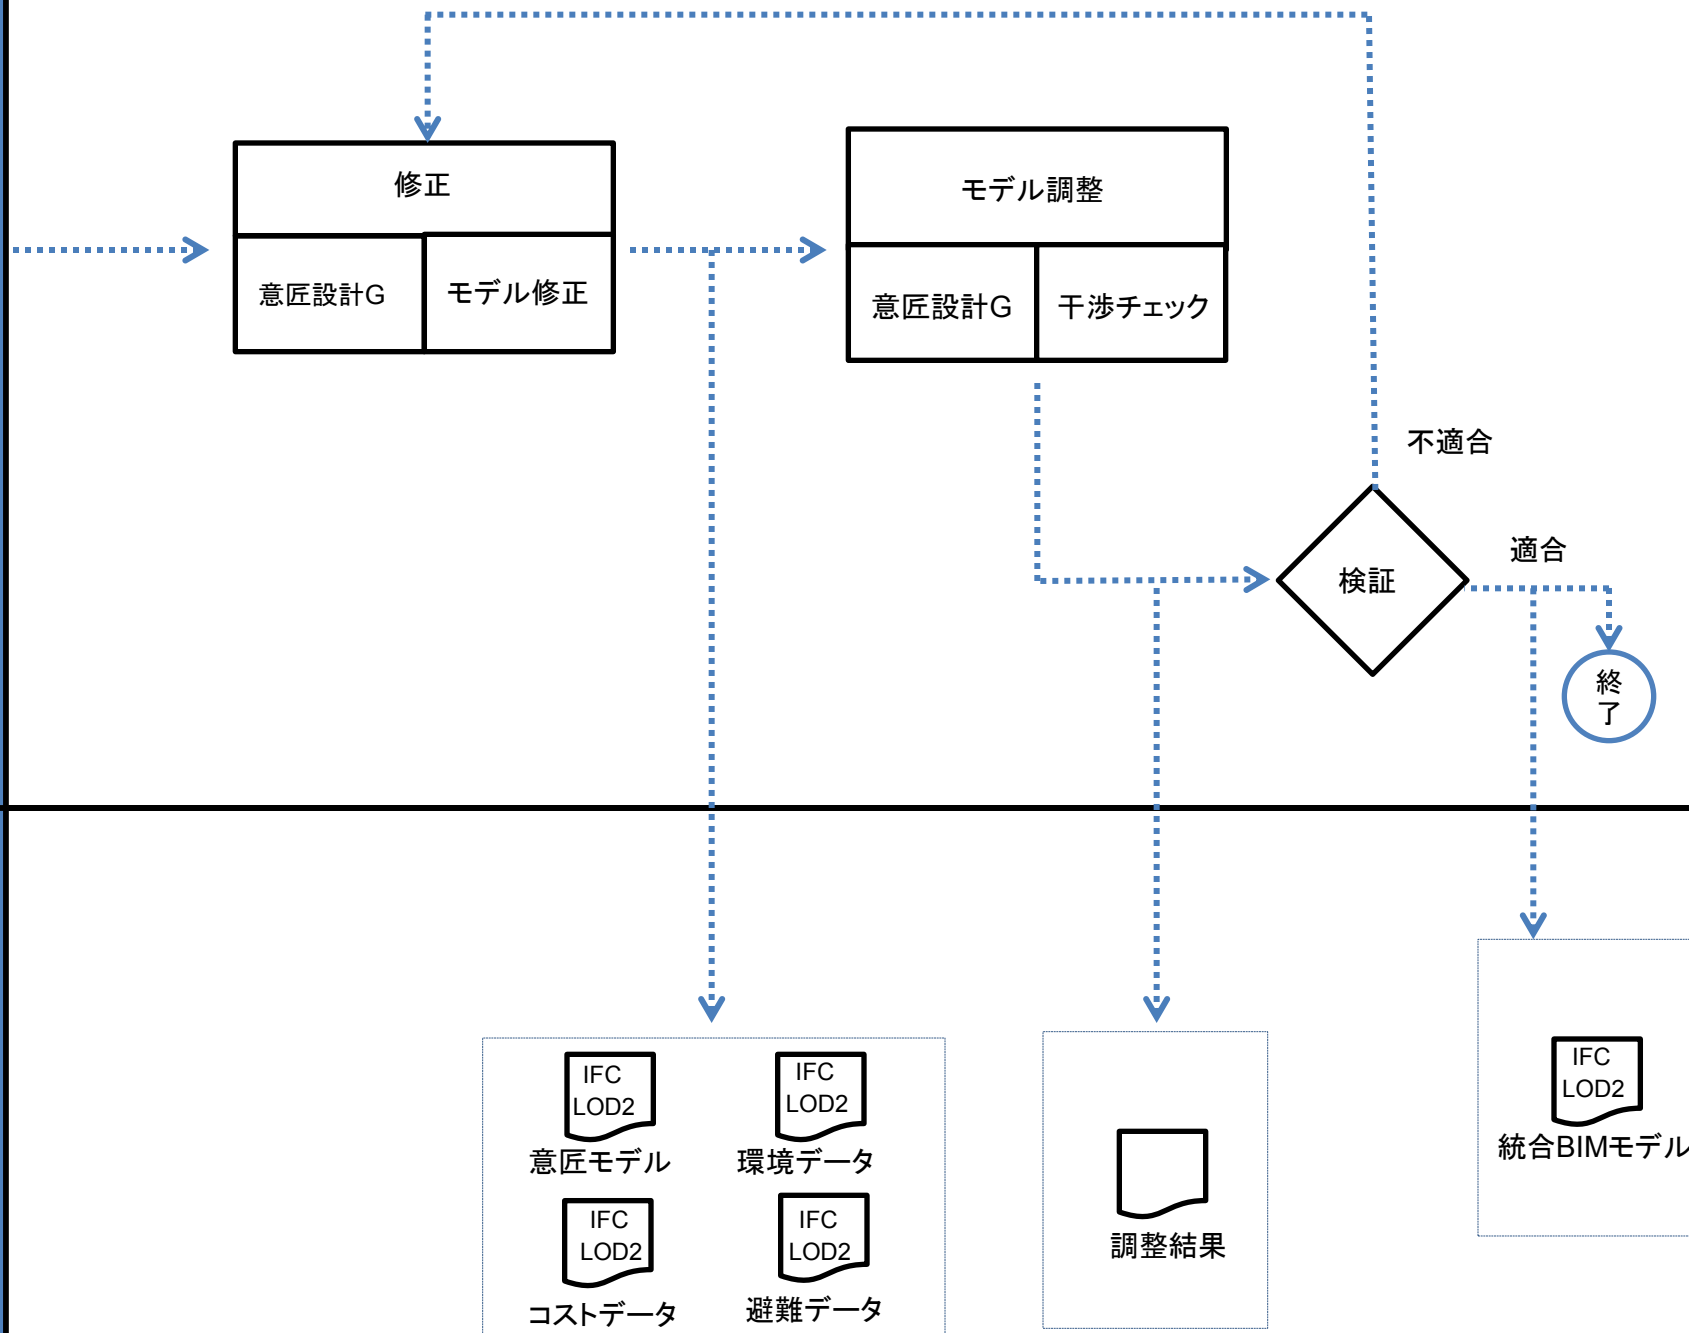 修正
意匠設計G
モデル修正
モデル調整
意匠設計G
干渉チェック
不適合
適合
検証
終
了
IFC
LOD2
意匠モデル
IFC
LOD2
環境データ
IFC
LOD2
コストデータ
IFC
LOD2
避難データ
調整結果
IFC
LOD2
統合BIMモデル